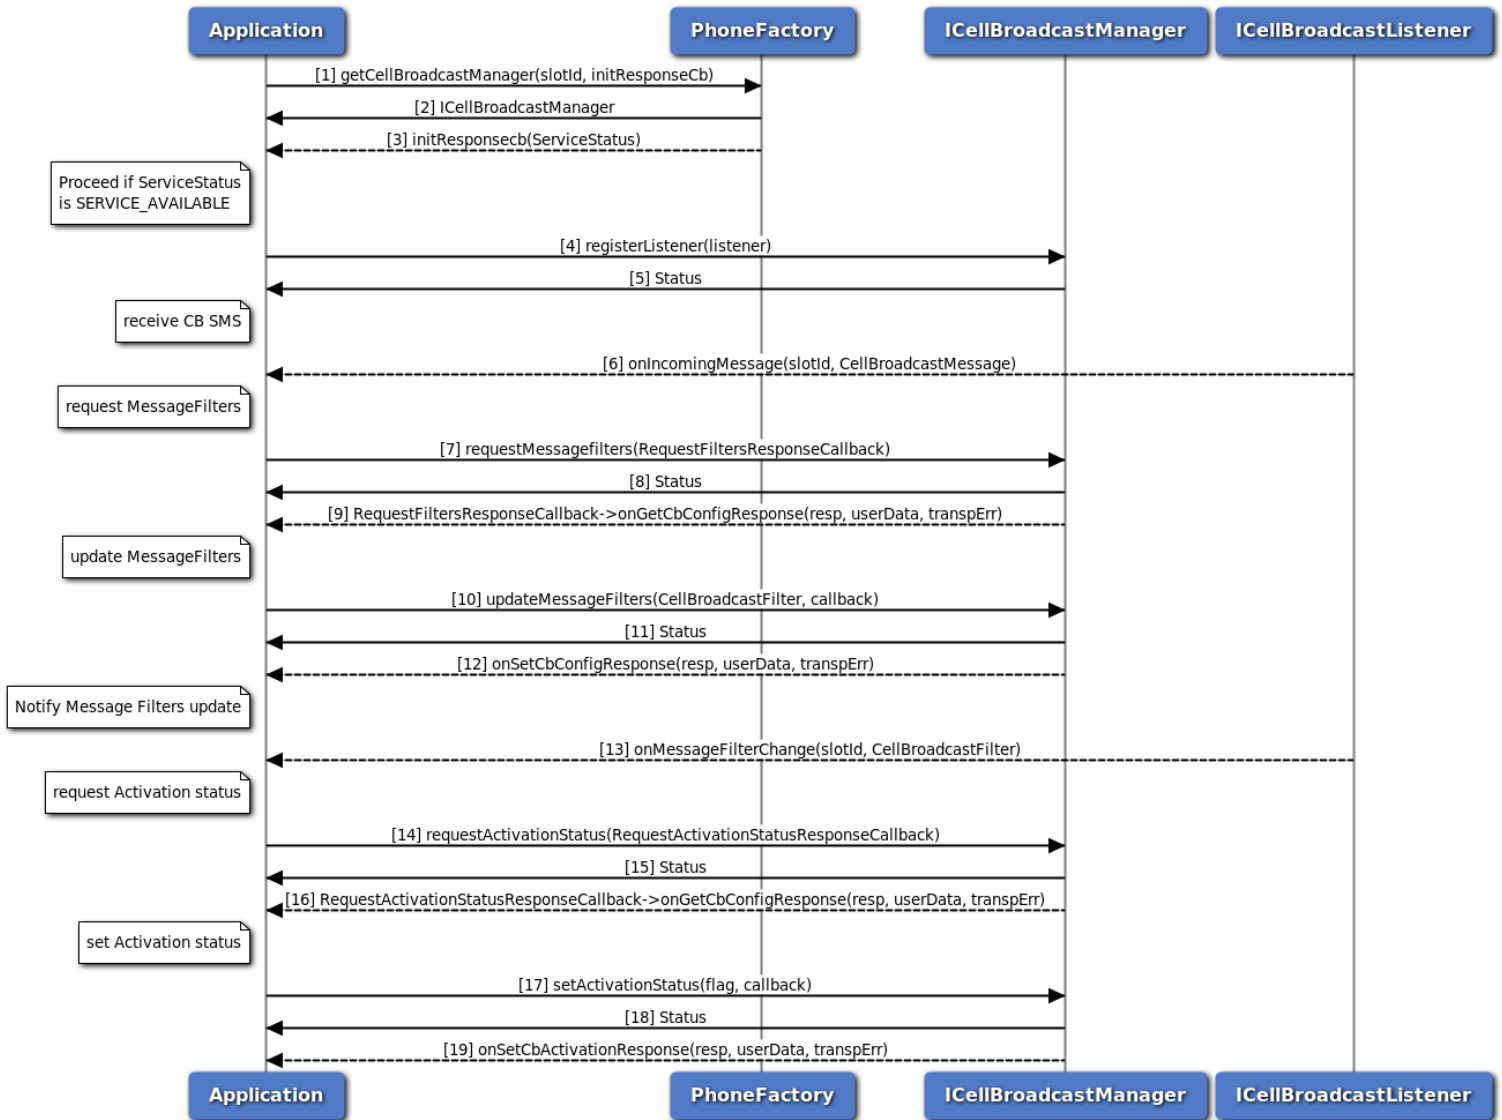 Application
PhoneFactory
ICellBroadcastManager
ICellBroadcastListener
[1] getCellBroadcastManager(slotId, initResponseCb)
[2] ICellBroadcastManager
[3] initResponsecb(ServiceStatus)
Proceed if ServiceStatus
is SERVICE_AVAILABLE
[4] registerListener(listener)
[5] Status
receive CB SMS
[6] onIncomingMessage(slotId, CellBroadcastMessage)
request MessageFilters
[7] requestMessagefilters(RequestFiltersResponseCallback)
[8] Status
[9] RequestFiltersResponseCallback->onGetCbConfigResponse(resp, userData, transpErr)
update MessageFilters
[10] updateMessageFilters(CellBroadcastFilter, callback)
[11] Status
[12] onSetCbConfigResponse(resp, userData, transpErr)
Notify Message Filters update
[13] onMessageFilterChange(slotId, CellBroadcastFilter)
request Activation status
[14] requestActivationStatus(RequestActivationStatusResponseCallback)
[15] Status
[16] RequestActivationStatusResponseCallback->onGetCbConfigResponse(resp, userData, transpErr)
set Activation status
[17] setActivationStatus(flag, callback)
[18] Status
[19] onSetCbActivationResponse(resp, userData, transpErr)
Application
PhoneFactory
ICellBroadcastManager
ICellBroadcastListener